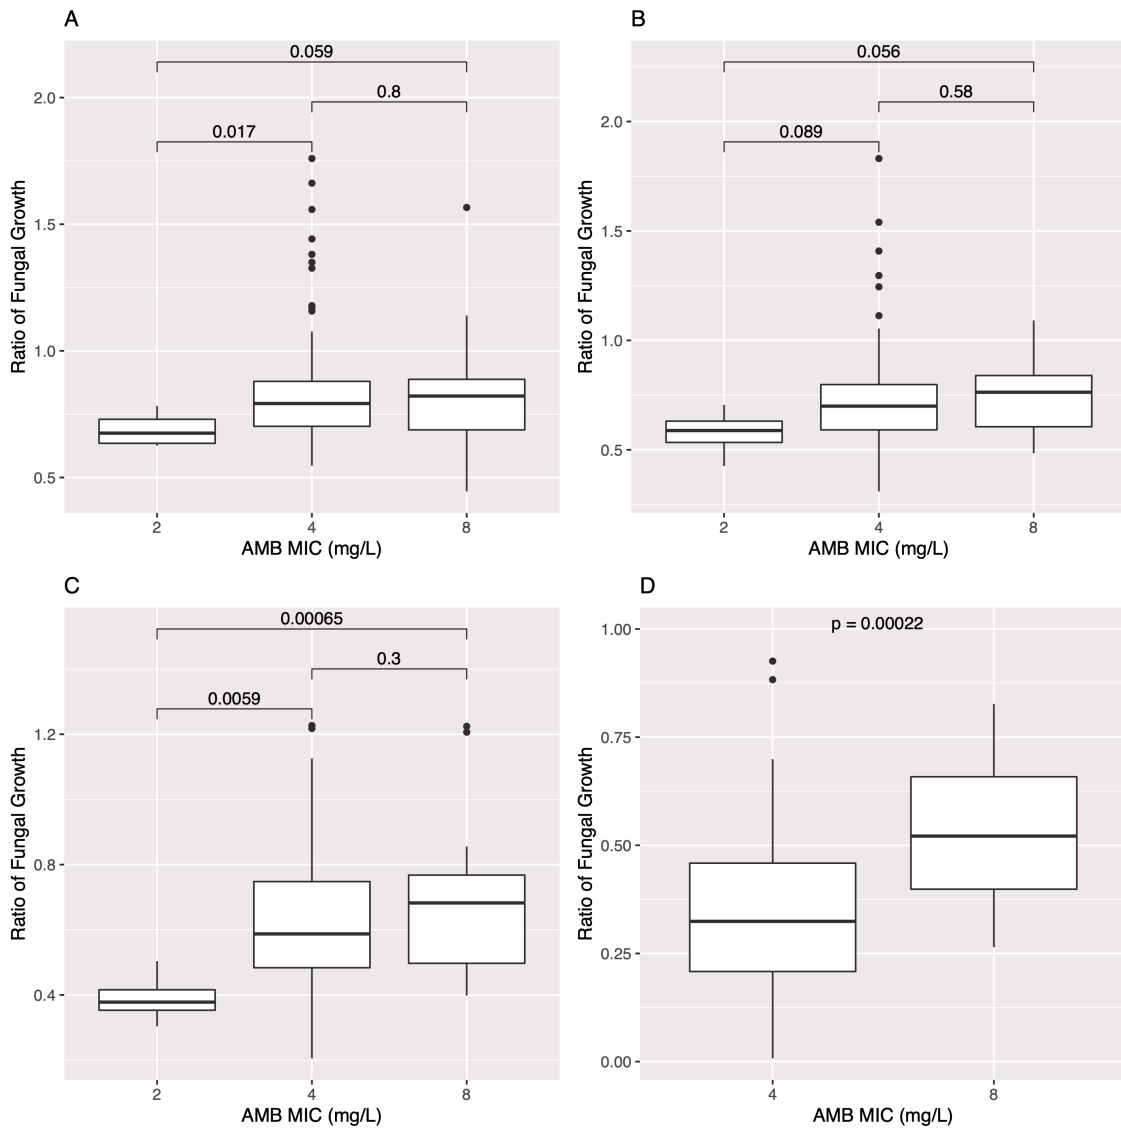 A
0.059
0.8
0.017
2.0
1.5
1.0
0.5
Ratio of Fungal Growth
2 4 8
AMB MIC (mg/L)
B
0.056
0.58
0.089
2.0
1.5
1.0
0.5
Ratio of Fungal Growth
2 4 8
AMB MIC (mg/L)
C
0.00065
0.3
0.0059
1.2
0.8
0.4
Ratio of Fungal Growth
2 4 8
AMB MIC (mg/L)
D
p = 0.00022
1.00
0.75
0.50
0.25
0.00
Ratio of Fungal Growth
4 8
AMB MIC (mg/L)